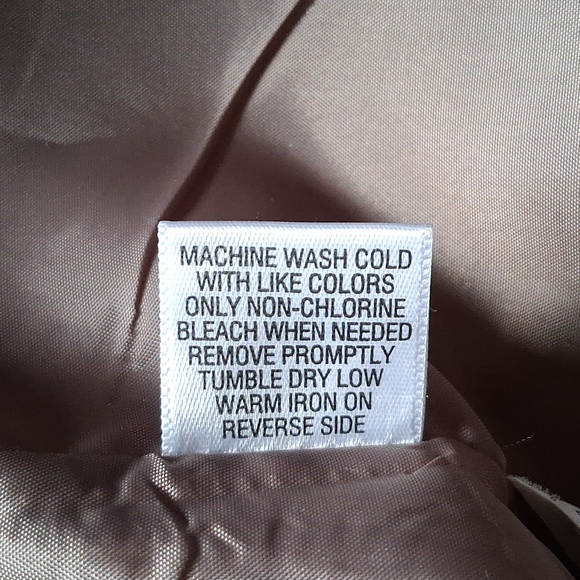 MACHINE WASH COLD
WITH LIKE COLORS
ONLY NON-CHLORINE
BLEACH WHEN NEEDED
REMOVE PROMPTLY
TUMBLE DRY LOW
WARM IRON ON
REVERSE SIDE